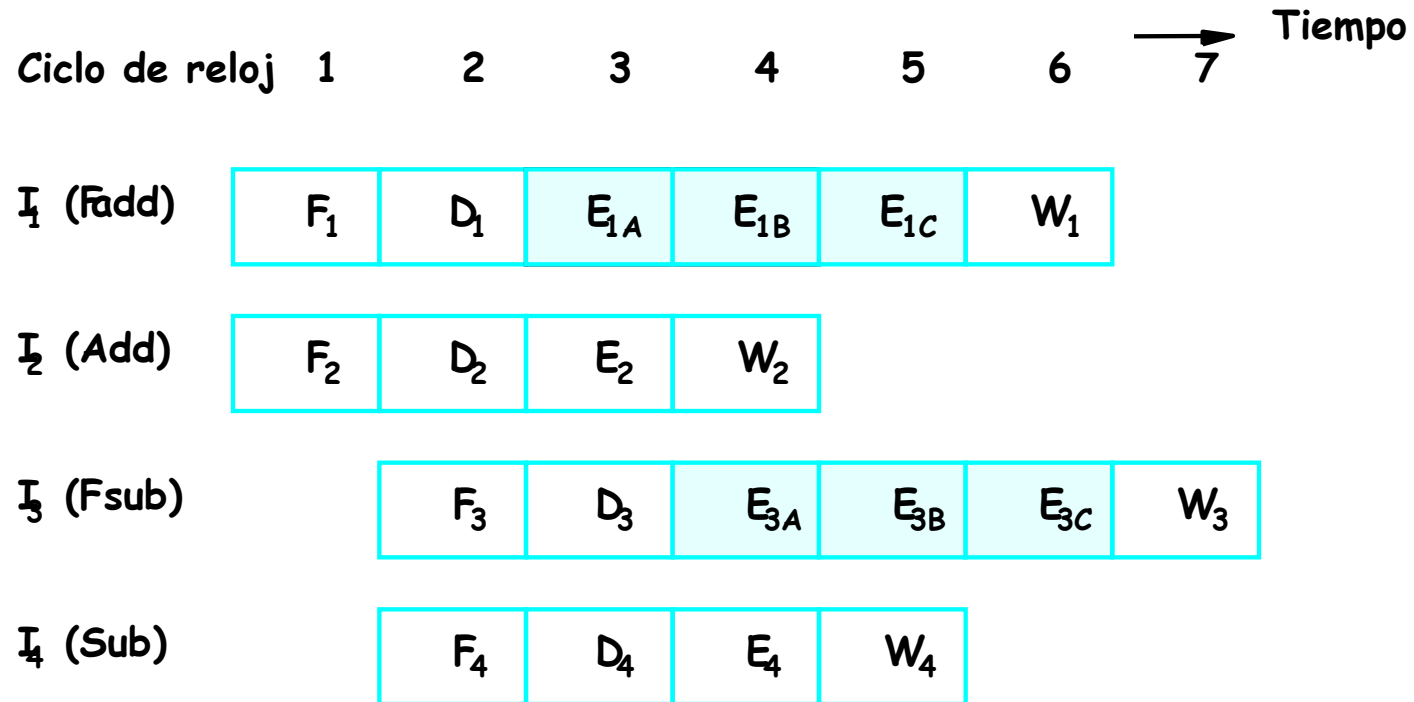 Tiempo
Ciclo de reloj 1 2 3 4 5 6 7
I1 (Fadd) F1 D1 E1A E1B E1C W1
I2 (Add) F2 D2 E2 W2
I3 (Fsub) F3 D3 E3A E3B E3C W3
I4 (Sub) F4 D4 E4 W4